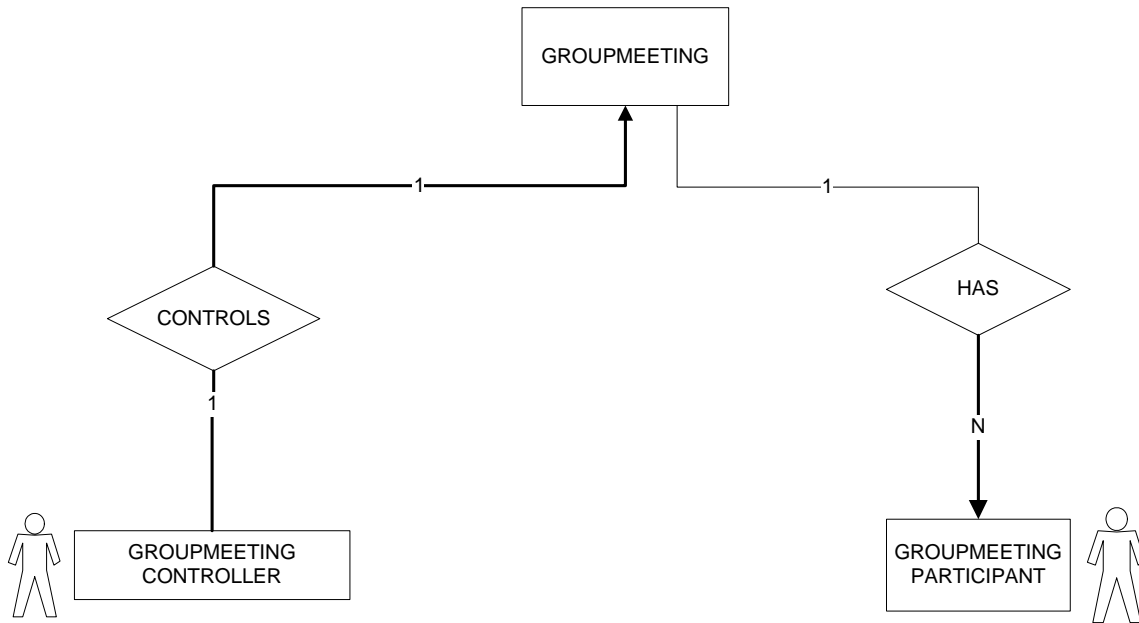 GROUPMEETING
1
1
HAS
CONTROLS
1
N
GROUPMEETING
CONTROLLER
GROUPMEETING
PARTICIPANT